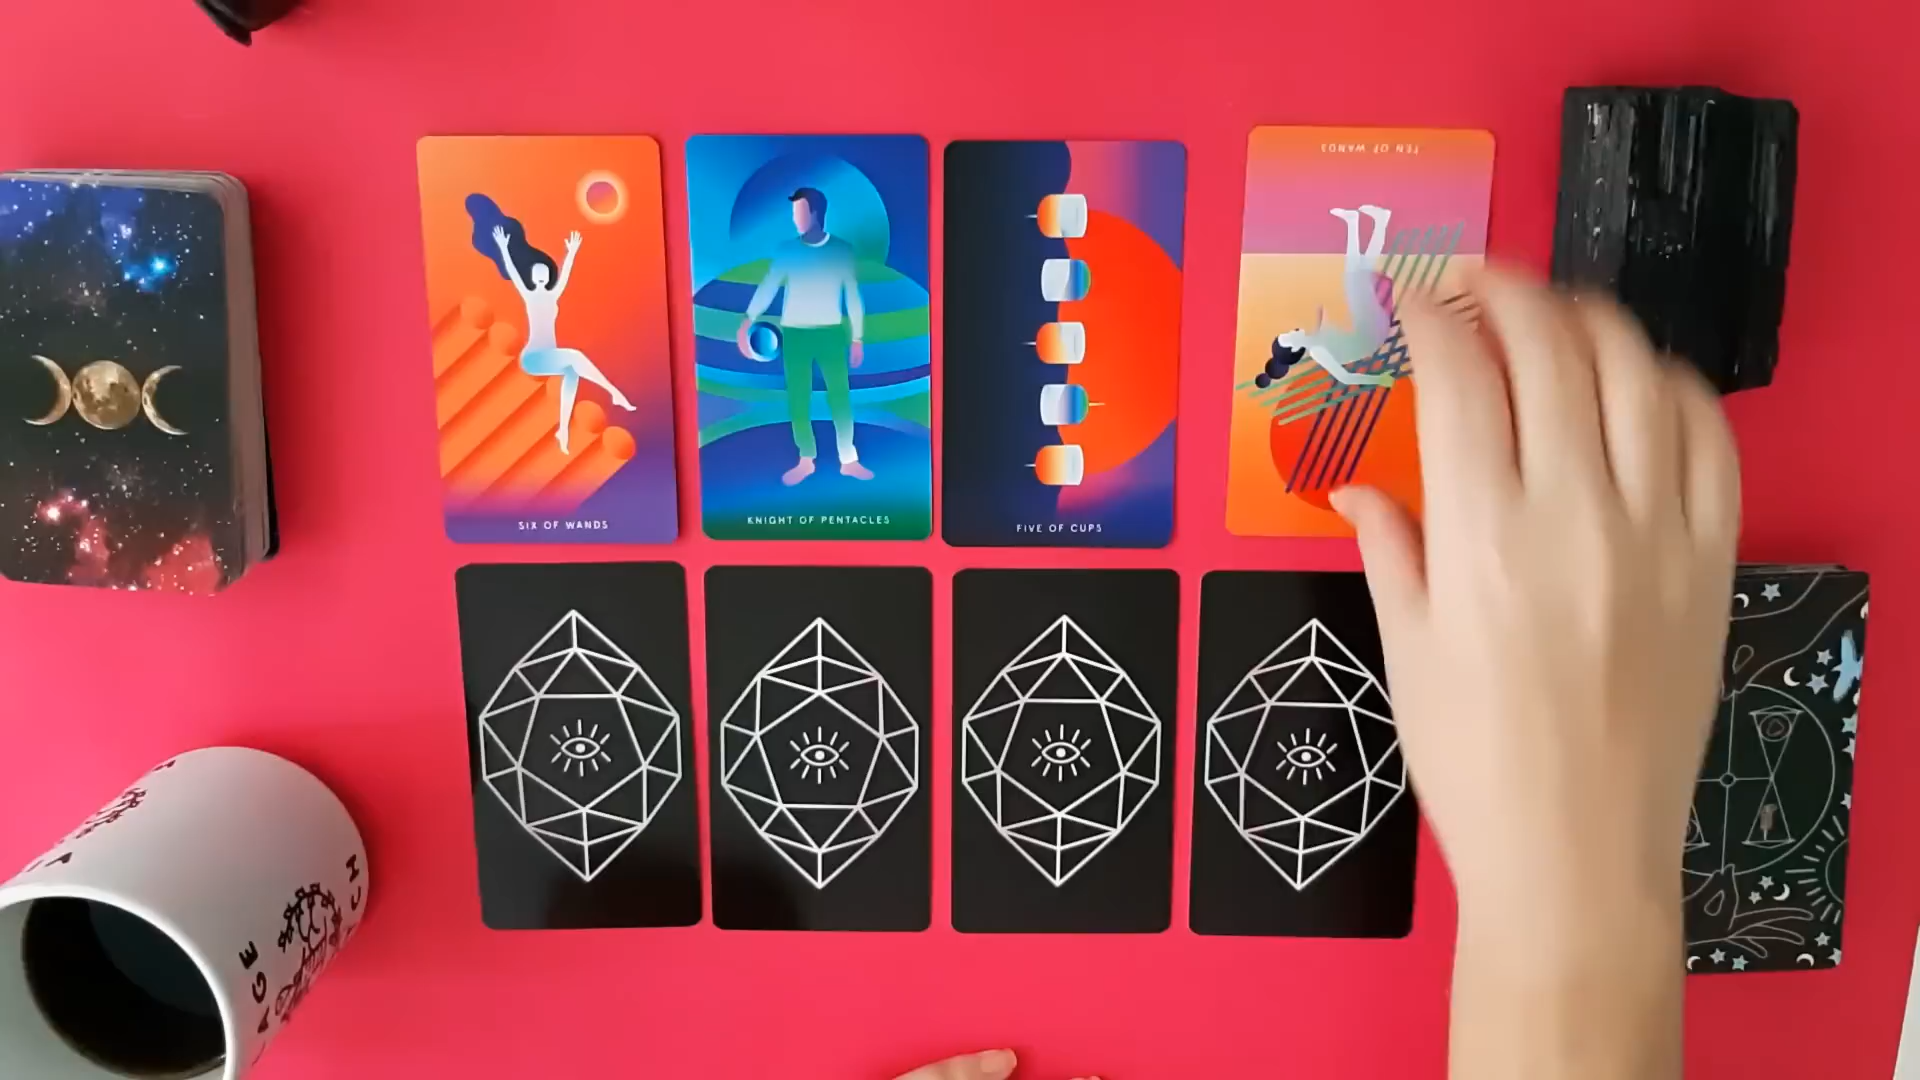 TEN OF WANDS
SIX OF WANDS
KNIGHT OF PENTACLES
FIVE OF CUPS